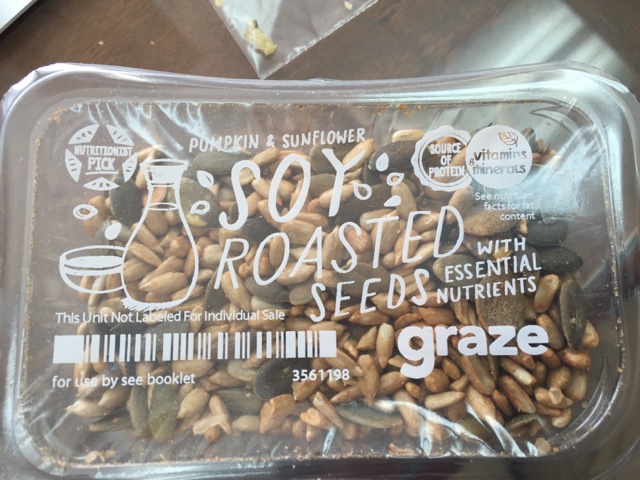 NUTRITIONIST
PICK
PUMPKIN & SUNFLOWER
SOY
ROASTED
SEEDS
WITH
ESSENTIAL
NUTRIENTS
SOURCE
OF
PROTEIN
vitamins
& minerals
See nutrition
facts for fat
content
This Unit Not Labeled For Individual Sale
for use by see booklet
3561198
graze